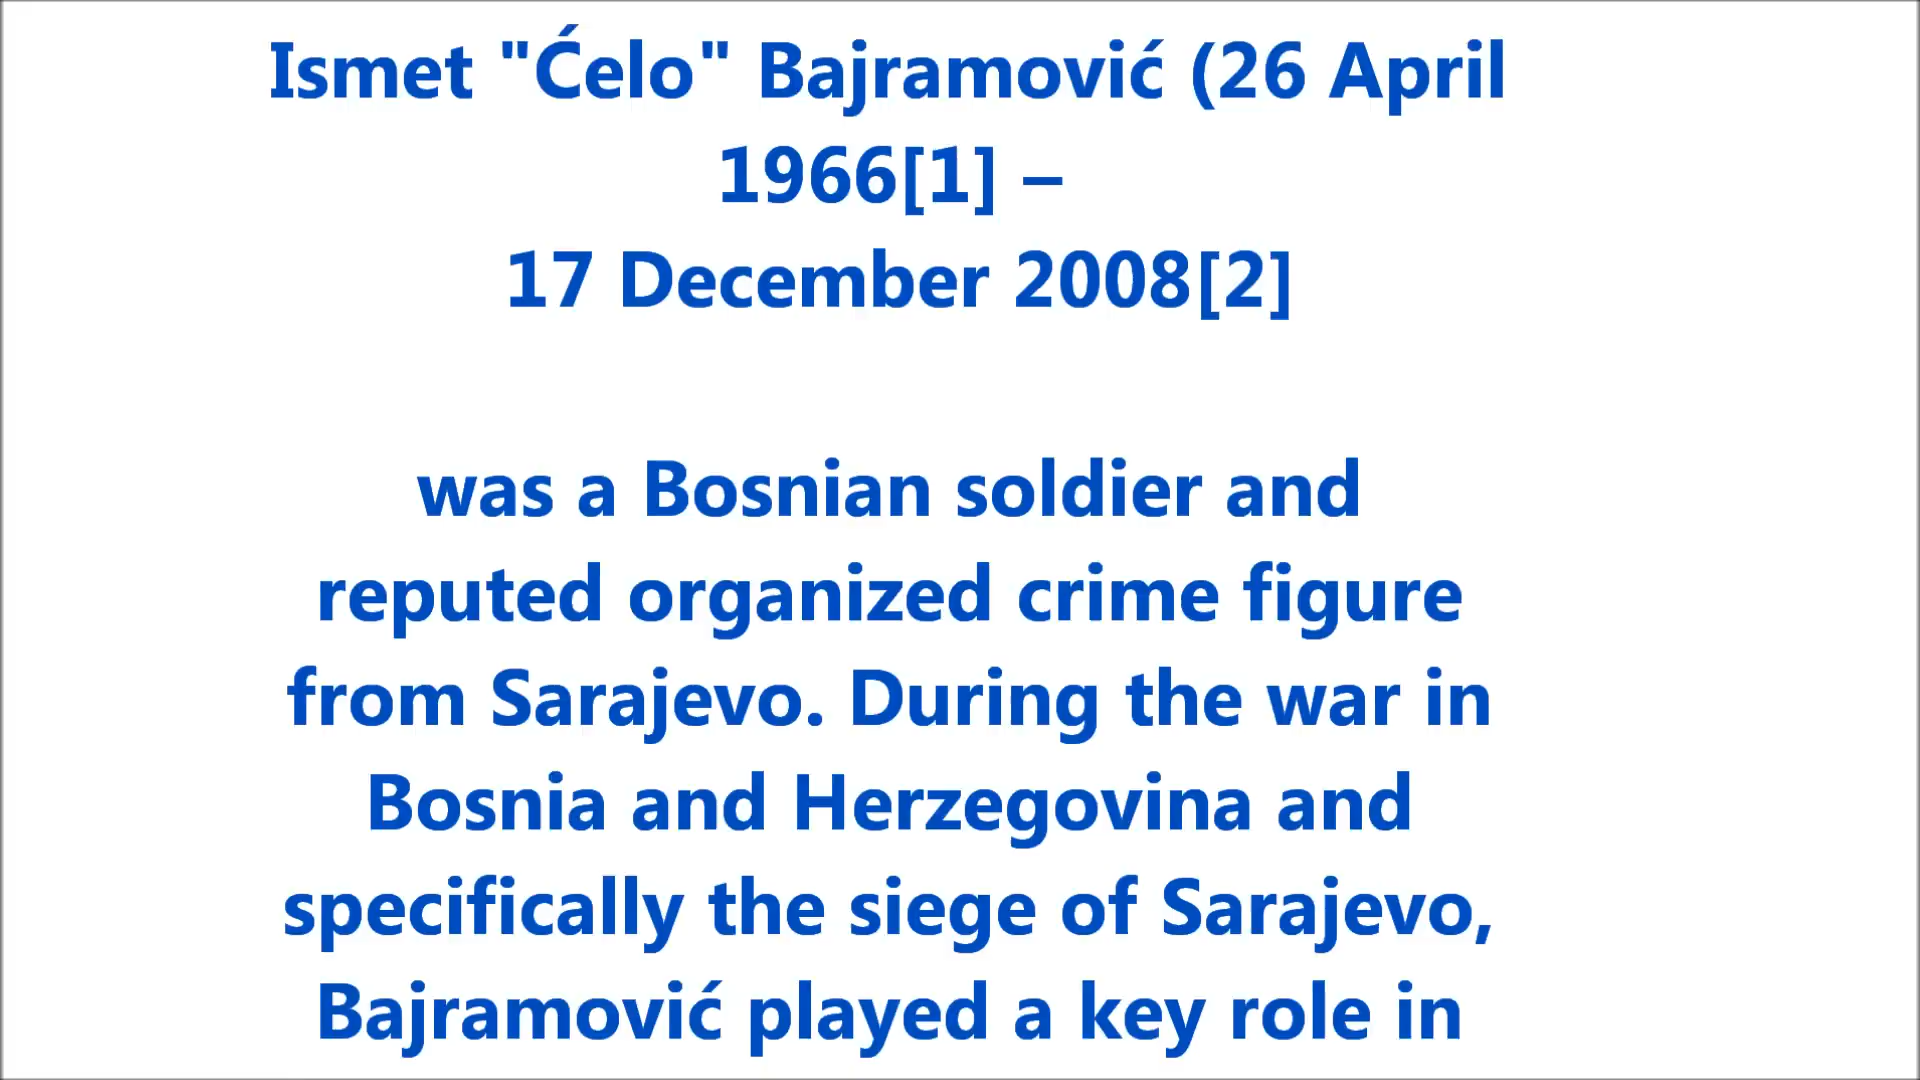 Ismet "Ćelo" Bajramović (26 April
1966[1] –
17 December 2008[2]
was a Bosnian soldier and
reputed organized crime figure
from Sarajevo. During the war in
Bosnia and Herzegovina and
specifically the siege of Sarajevo,
Bajramović played a key role in